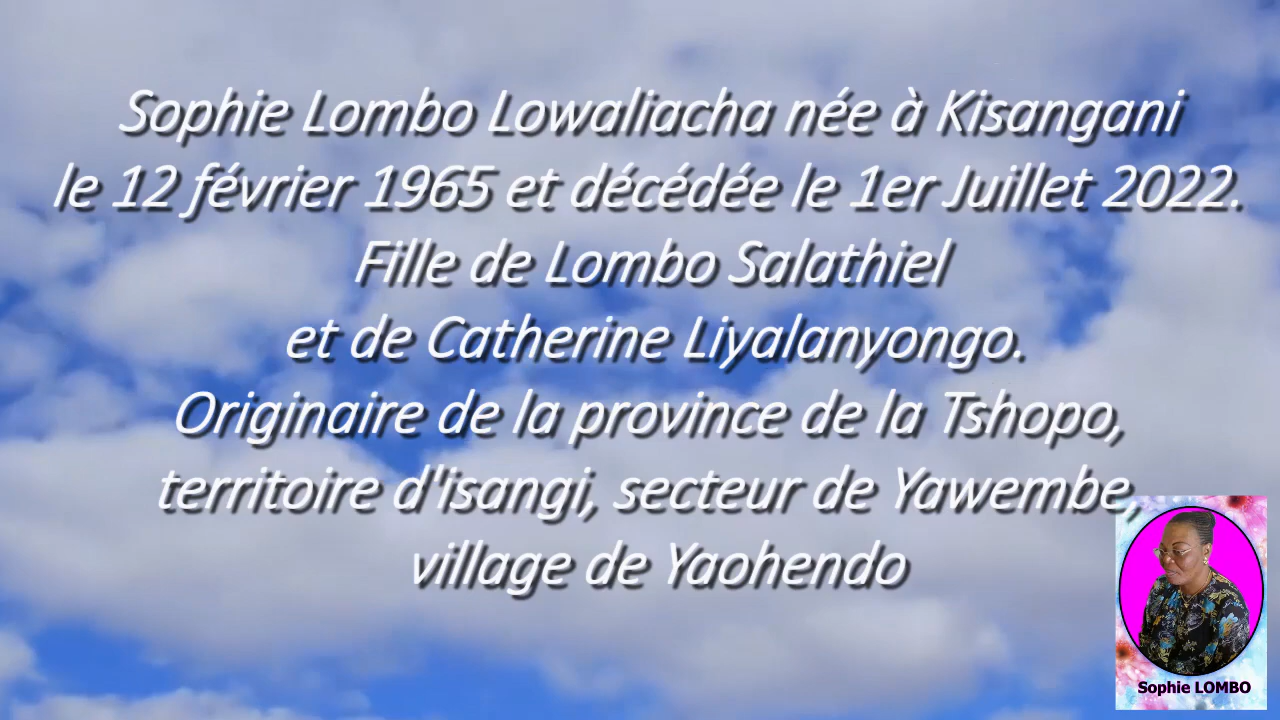 Sophie Lombo Lowaliacha née à Kisangani
le 12 février 1965 et décédée le 1er Juillet 2022.
Fille de Lombo Salathiel
et de Catherine Liyalanyongo.
Originaire de la province de la Tshopo,
territoire d'isangi, secteur de Yawembe,
village de Yaohendo
Sophie LOMBO